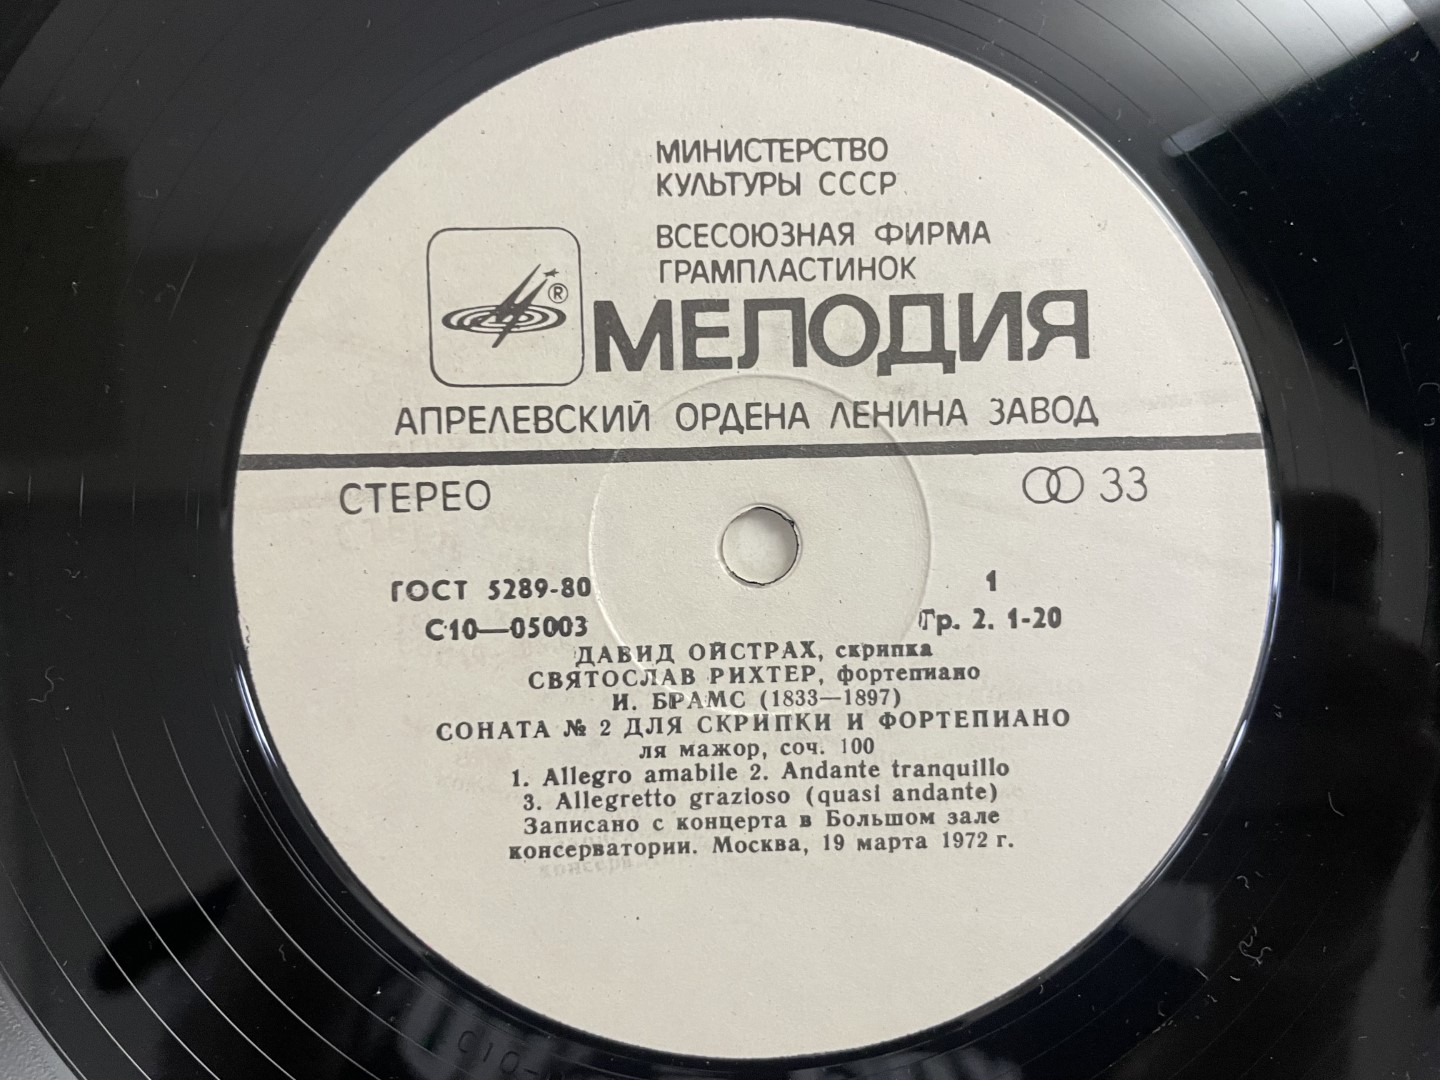 МИНИСТЕРСТВО
КУЛЬТУРЫ СССР
ВСЕСОЮЗНАЯ ФИРМА
ГРАМПЛАСТИНОК
®
МЕЛОДИЯ
АПРЕЛЕВСКИЙ ОРДЕНА ЛЕНИНА ЗАВОД
СТЕРЕО 33
ГОСТ 5289-80 1
С10—05003 Гр. 2. 1-20
ДАВИД ОЙСТРАХ, скрипка
СВЯТОСЛАВ РИХТЕР, фортепиано
И. БРАМС (1833—1897)
СОНАТА № 2 ДЛЯ СКРИПКИ И ФОРТЕПИАНО
ля мажор, соч. 100
1. Allegro amabile 2. Andante tranquillo
3. Allegretto grazioso (quasi andante)
Записано с концерта в Большом зале
консерватории. Москва, 19 марта 1972 г.